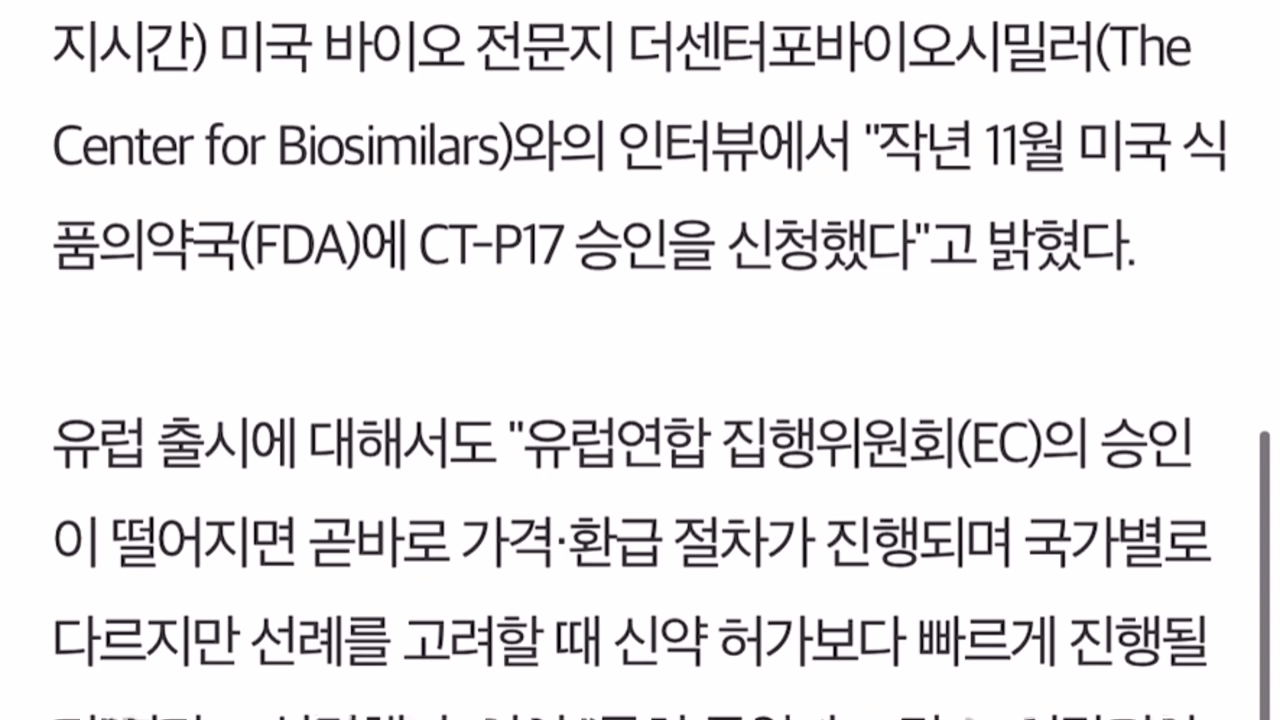 지시간) 미국 바이오 전문지 더센터포바이오시밀러(The
Center for Biosimilars)와의 인터뷰에서 "작년 11월 미국 식
품의약국(FDA)에 CT-P17 승인을 신청했다"고 밝혔다.
유럽 출시에 대해서도 "유럽연합 집행위원회(EC)의 승인
이 떨어지면 곧바로 가격·환급 절차가 진행되며 국가별로
다르지만 선례를 고려할 때 신약 허가보다 빠르게 진행될